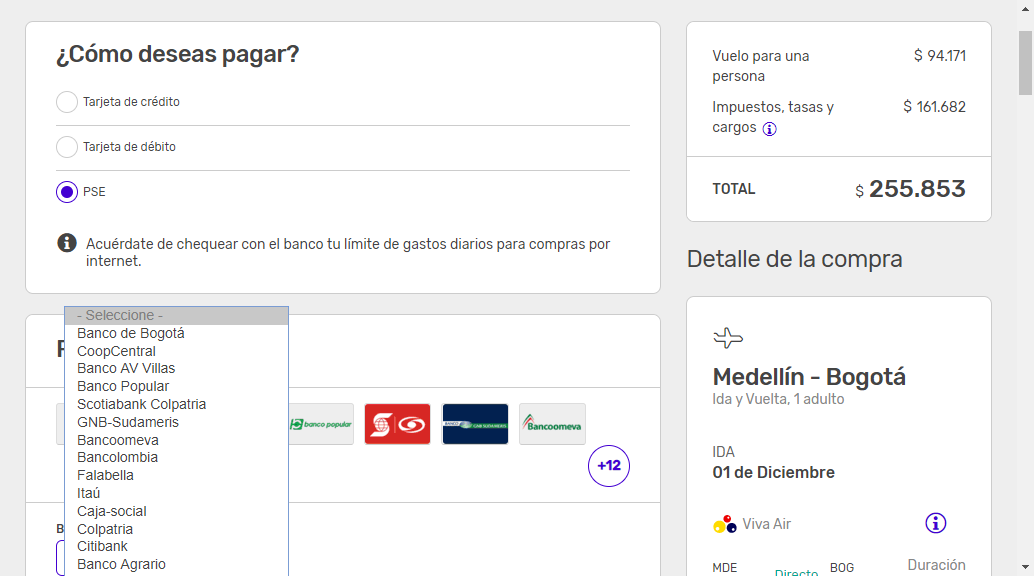 ¿Cómo deseas pagar?
Tarjeta de crédito
Tarjeta de débito
PSE
Acuérdate de chequear con el banco tu límite de gastos diarios para compras por
internet.
- Seleccione -
Banco de Bogotá
CoopCentral
Banco AV Villas
Banco Popular
Scotiabank Colpatria
GNB-Sudameris
Bancoomeva
Bancolombia
Falabella
Itaú
Caja-social
Colpatria
Citibank
Banco Agrario
banco popular
Bancoomeva
+12
Vuelo para una
persona
$ 94.171
Impuestos, tasas y
cargos
$ 161.682
TOTAL
$ 255.853
Detalle de la compra
Medellín - Bogotá
Ida y Vuelta, 1 adulto
IDA
01 de Diciembre
Viva Air
MDE
Directo
BOG
Duración